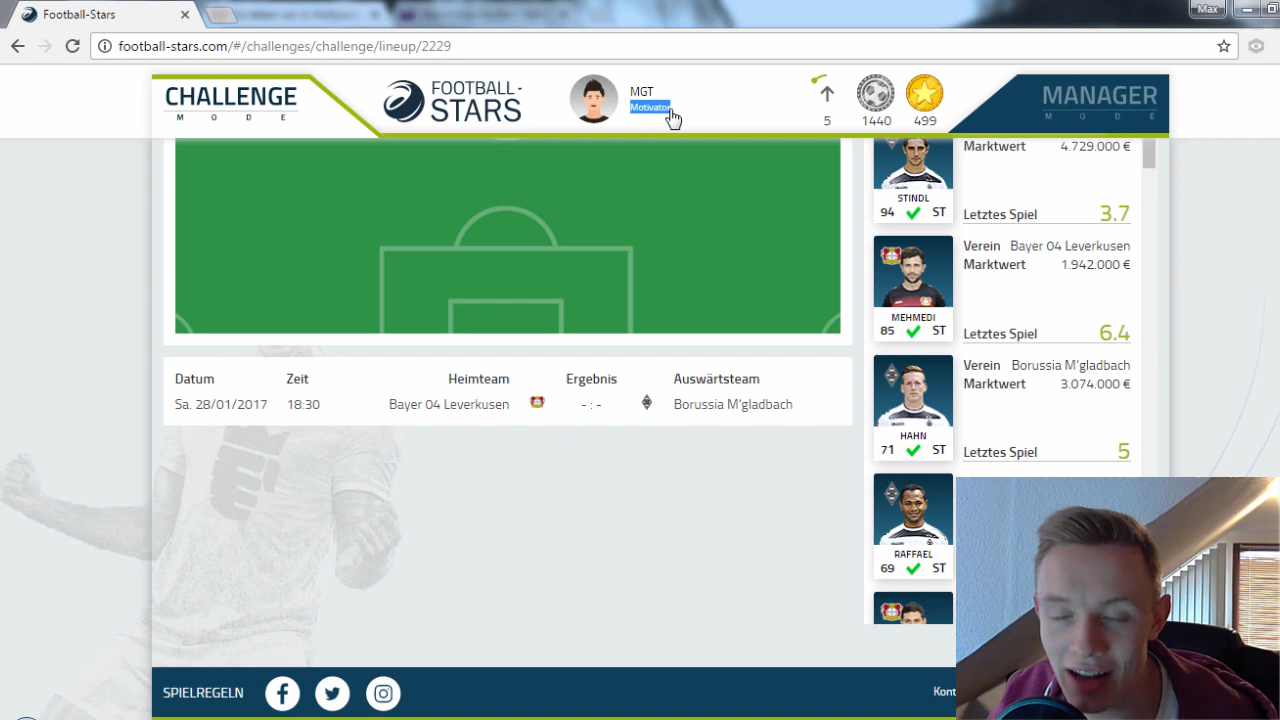 Football-Stars
Max
football-stars.com/#/challenges/challenge/lineup/2229
CHALLENGE
MODE
FOOTBALL-
STARS
MGT
Motivator
5
1440
499
MANAGER
MODE
Marktwert 4.729.000 €
STINDL
94 ST
Letztes Spiel 3.7
Verein Bayer 04 Leverkusen
Marktwert 1.942.000 €
MEHMEDI
85 ST
Letztes Spiel 6.4
Verein Borussia M'gladbach
Marktwert 3.074.000 €
HAHN
71 ST
Letztes Spiel 5
RAFFAEL
69 ST
Datum Zeit Heimteam Ergebnis Auswärtsteam
Sa. 28/01/2017 18:30 Bayer 04 Leverkusen - : - Borussia M'gladbach
SPIELREGELN
Kont